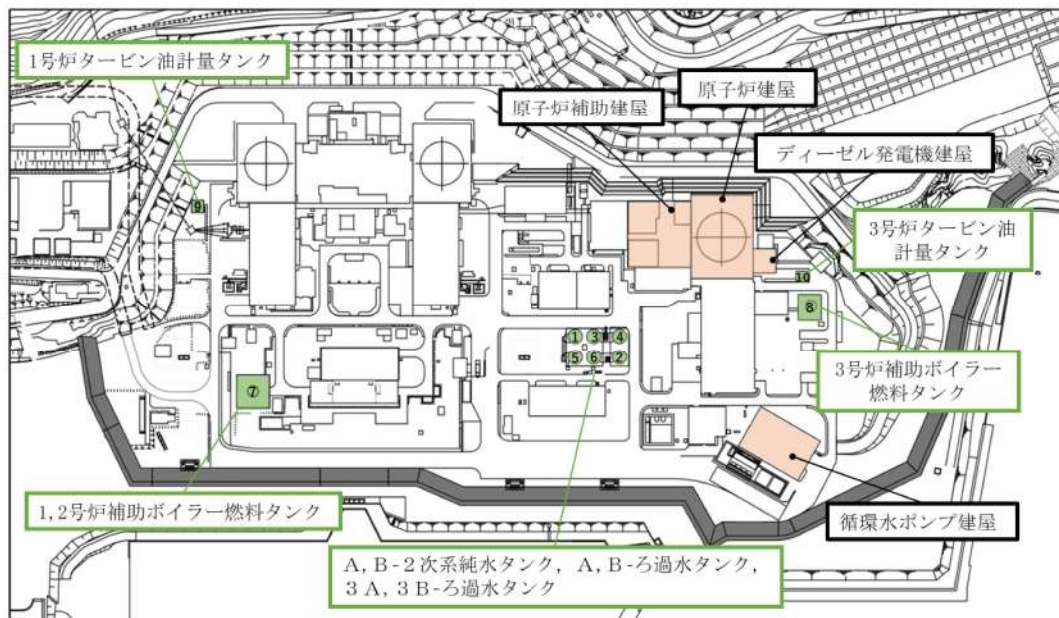 1号炉タービン油計量タンク
原子炉建屋
原子炉補助建屋
ディーゼル発電機建屋
3号炉タービン油
計量タンク
⑨
⑩
⑧
① ③ ④
⑤ ⑥ ②
⑦
3号炉補助ボイラー
燃料タンク
1,2号炉補助ボイラー燃料タンク
循環水ポンプ建屋
A,B-2次系純水タンク, A,B-ろ過水タンク,
3A,3B-ろ過水タンク